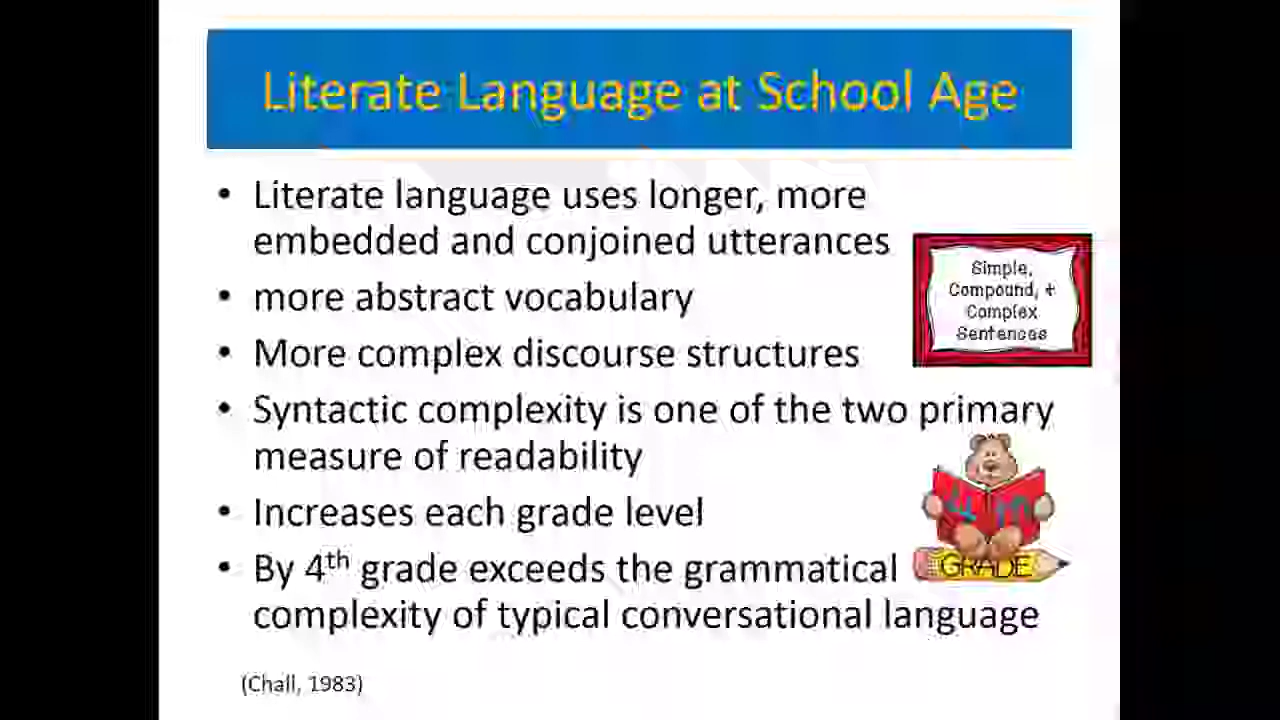 Literate Language at School Age
• Literate language uses longer, more
embedded and conjoined utterances
• more abstract vocabulary
• More complex discourse structures
• Syntactic complexity is one of the two primary
measure of readability
• Increases each grade level
• By 4th grade exceeds the grammatical
complexity of typical conversational language
Simple,
Compound, +
Complex
Sentences
4TH
GRADE
(Chall, 1983)